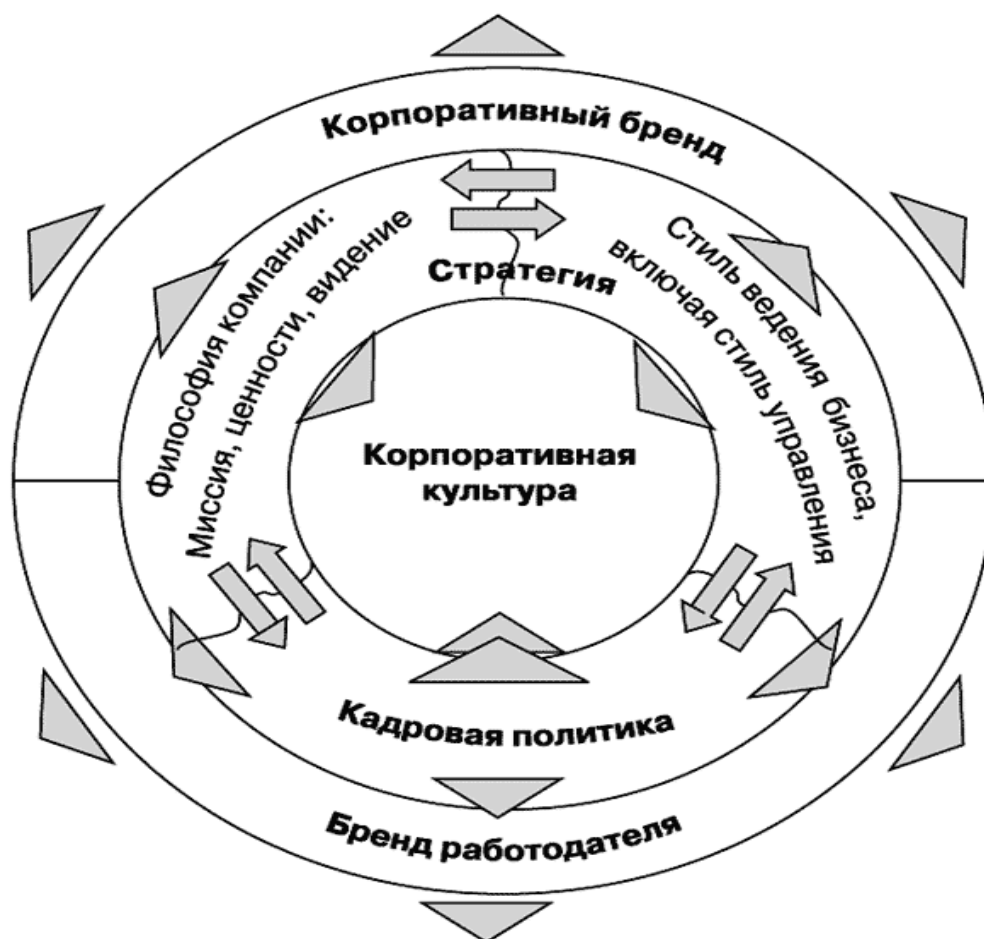 Корпоративный бренд
Философия компании:
Миссия, ценности, видение
Стратегия
Стиль ведения бизнеса,
включая стиль управления
Корпоративная
культура
Кадровая политика
Бренд работодателя